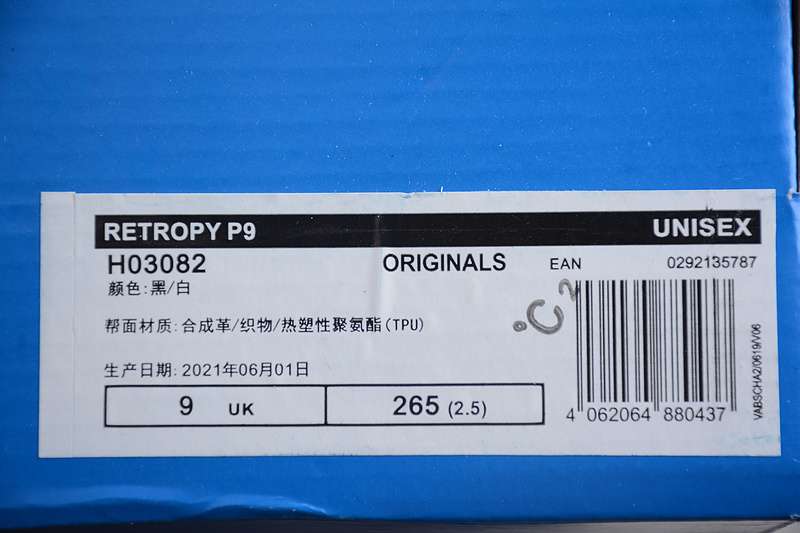 RETROPY P9 UNISEX
H03082 ORIGINALS EAN 0292135787
颜色:黑/白
帮面材质:合成革/织物/热塑性聚氨酯(TPU)
生产日期:2021年06月01日
9 UK 265 (2.5)
4 062064 880437
VABSCHA2/0619/V06